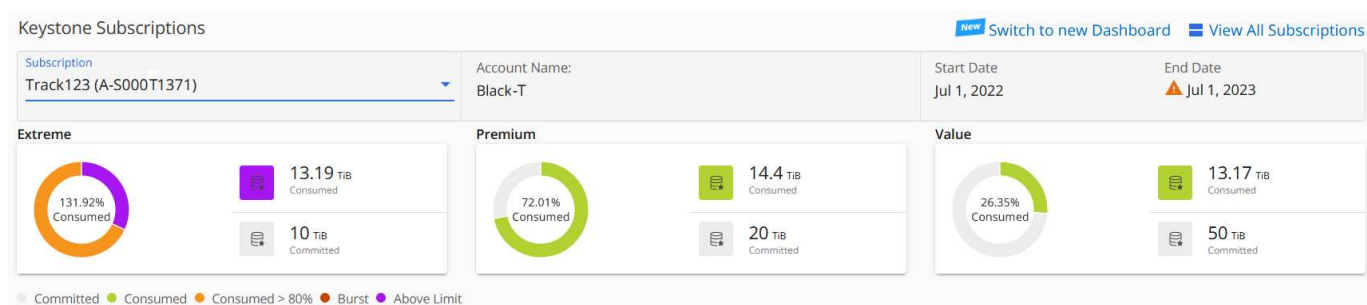 Keystone Subscriptions
New Switch to new Dashboard View All Subscriptions
Subscription
Track123 (A-S000T1371)
Account Name:
Black-T
Start Date
Jul 1, 2022
End Date
Jul 1, 2023
Extreme
131.92%
Consumed
13.19 TiB
Consumed
10 TiB
Committed
Premium
72.01%
Consumed
14.4 TiB
Consumed
20 TiB
Committed
Value
26.35%
Consumed
13.17 TiB
Consumed
50 TiB
Committed
Committed Consumed Consumed > 80% Burst Above Limit